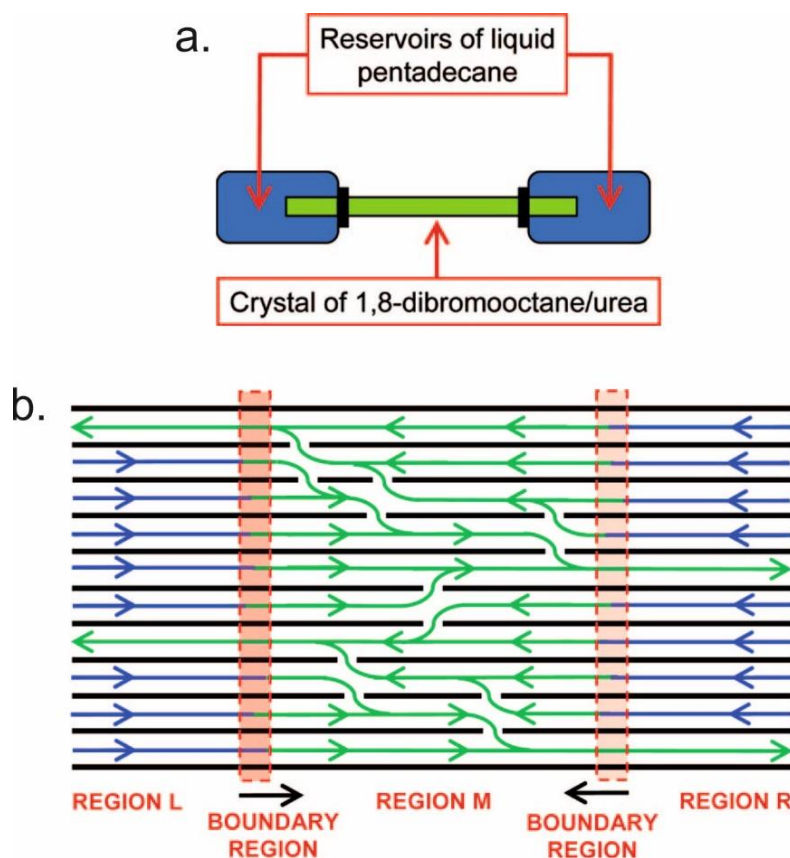 a.
Reservoirs of liquid
pentadecane
Crystal of 1,8-dibromooctane/urea
b.
REGION L
BOUNDARY
REGION
REGION M
BOUNDARY
REGION
REGION R